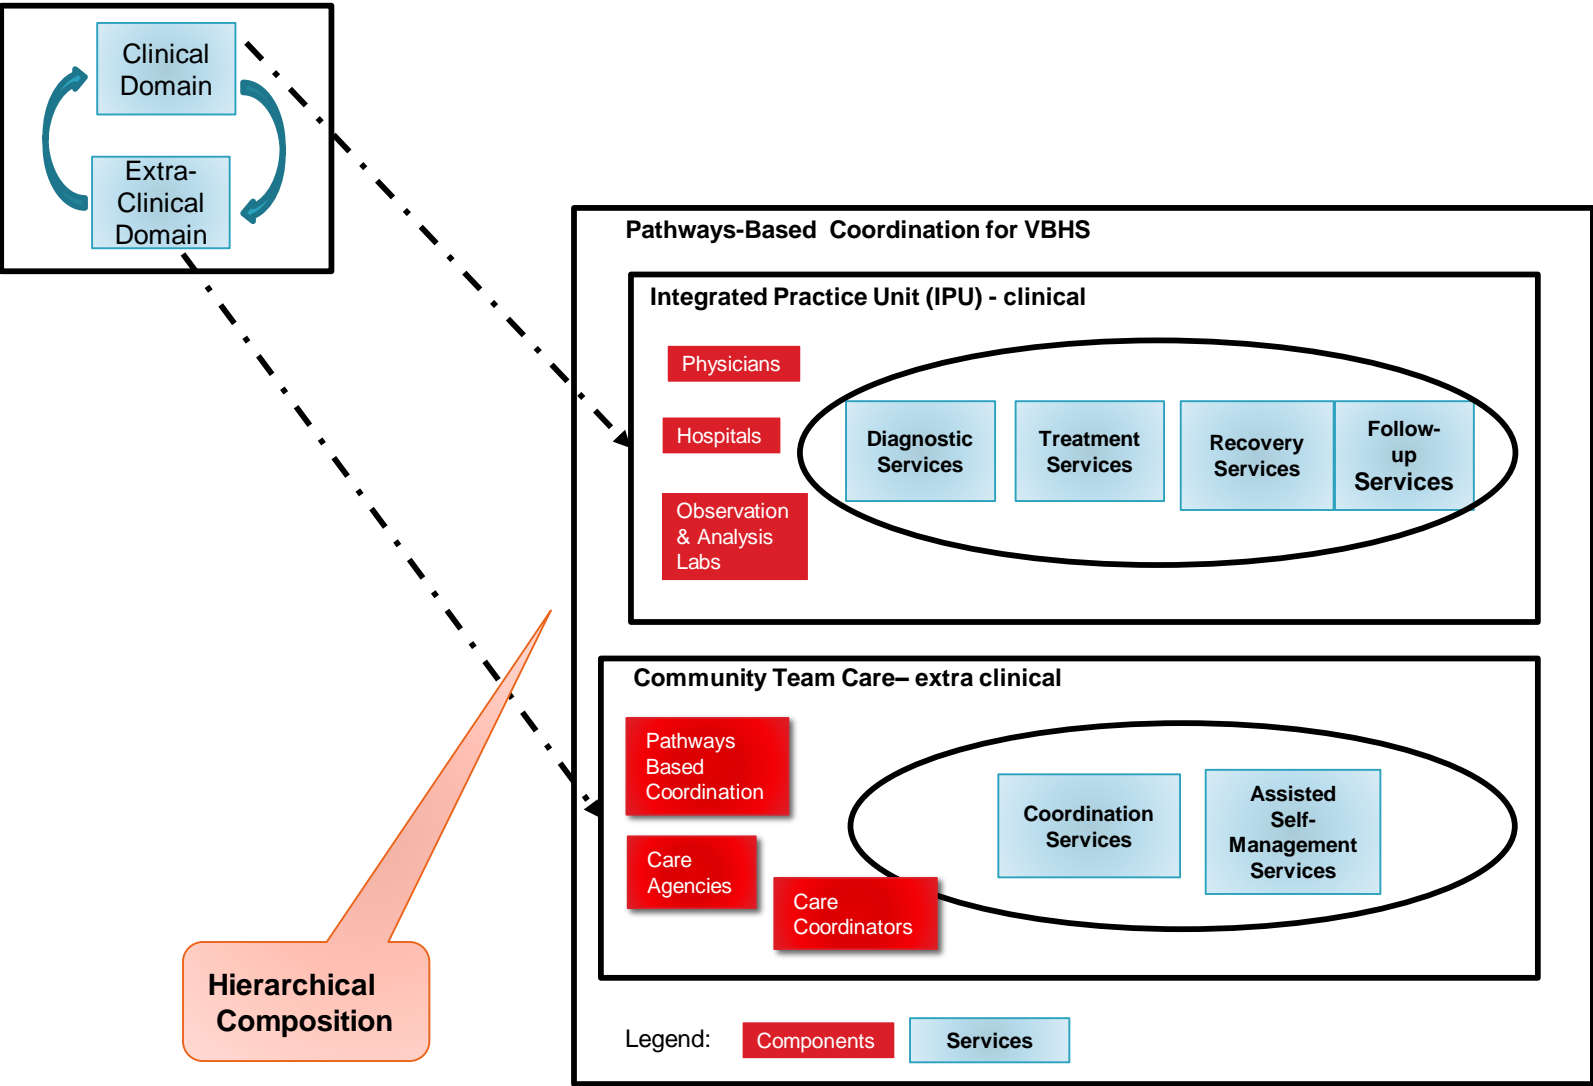 Clinical
Domain
Extra-
Clinical
Domain
Pathways-Based  Coordination for VBHS
Integrated Practice Unit (IPU) - clinical
Physicians
Hospitals
Observation
& Analysis
Labs
Diagnostic
Services
Treatment
Services
Recovery
Services
Follow-
up
Services
Community Team Care– extra clinical
Pathways
Based
Coordination
Care
Agencies
Care
Coordinators
Coordination
Services
Assisted
Self-
Management
Services
Hierarchical
Composition
Legend:
Components
Services